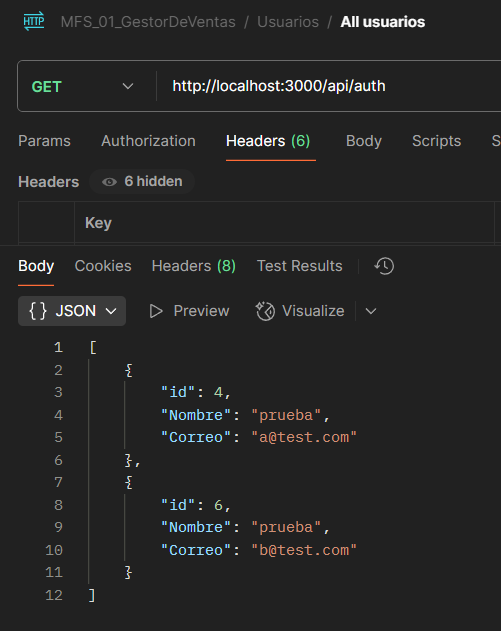 HTTP MFS_01_GestorDeVentas / Usuarios / All usuarios
GET http://localhost:3000/api/auth
Params Authorization Headers (6) Body Scripts S
Headers 6 hidden
Key
Body Cookies Headers (8) Test Results
{} JSON Preview Visualize
1 [
2 {
3 "id": 4,
4 "Nombre": "prueba",
5 "Correo": "a@test.com"
6 },
7 {
8 "id": 6,
9 "Nombre": "prueba",
10 "Correo": "b@test.com"
11 }
12 ]